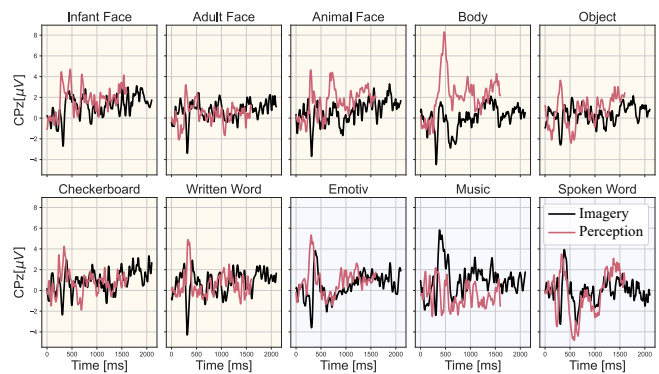 Infant Face Adult Face Animal Face Body Object
CPz[μV]
8
6
4
2
0
−2
−4
Checkerboard Written Word Emotiv Music Spoken Word
CPz[μV]
8
6
4
2
0
−2
−4
Imagery
Perception
0 500 1000 1500 2000 0 500 1000 1500 2000 0 500 1000 1500 2000 0 500 1000 1500 2000 0 500 1000 1500 2000
Time [ms] Time [ms] Time [ms] Time [ms] Time [ms]